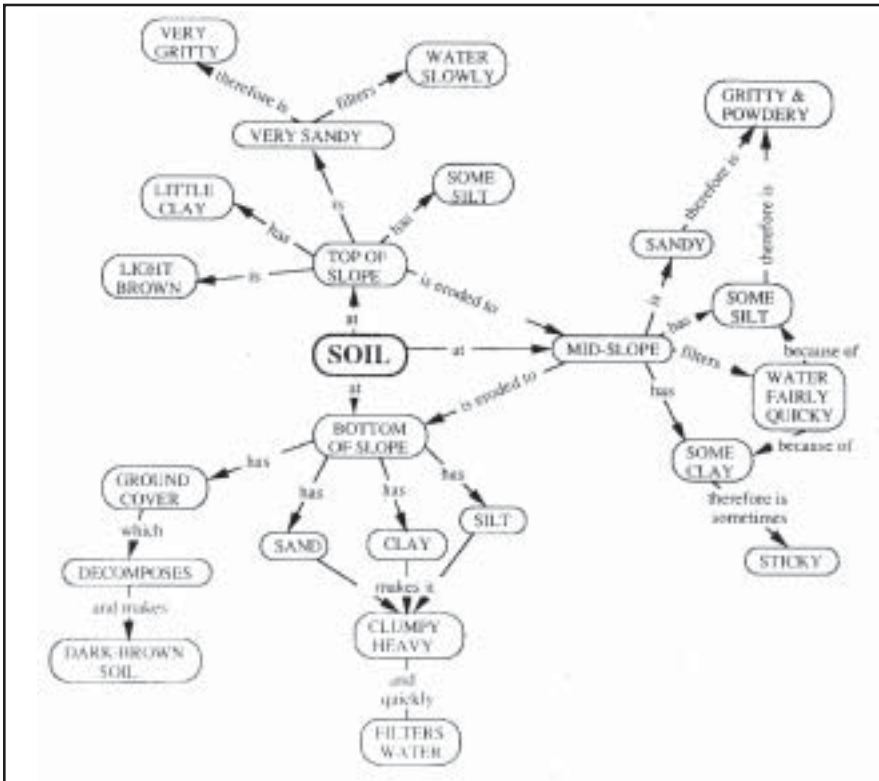 VERY
GRITTY
WATER
SLOWLY
therefore is
filters
VERY SANDY
GRITTY &
POWDERY
LITTLE
CLAY
SOME
SILT
is
has
has
therefore is
therefore is
LIGHT
BROWN
is
TOP OF
SLOPE
is eroded to
SANDY
SOME
SILT
at
is
has
SOIL
at
MID-SLOPE
because of
filters
at
is eroded to
has
WATER
FAIRLY
QUICKY
BOTTOM
OF SLOPE
because of
has
has
has
has
SOME
CLAY
GROUND
COVER
therefore is
sometimes
which
SAND
CLAY
SILT
STICKY
DECOMPOSES
makes it
and makes
CLUMPY
HEAVY
DARK-BROWN
SOIL
and
quickly
FILTERS
WATER